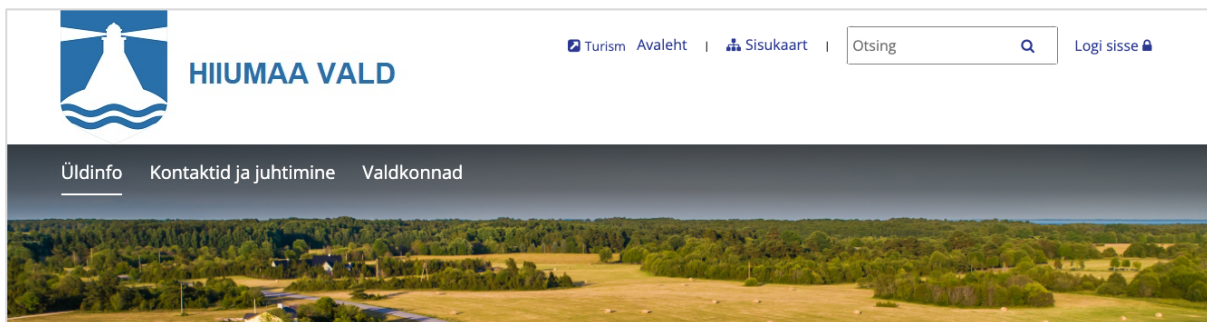 Turism Avaleht | Sisukaart | Otsing Logi sisse
HIIUMAA VALD
Üldinfo Kontaktid ja juhtimine Valdkonnad